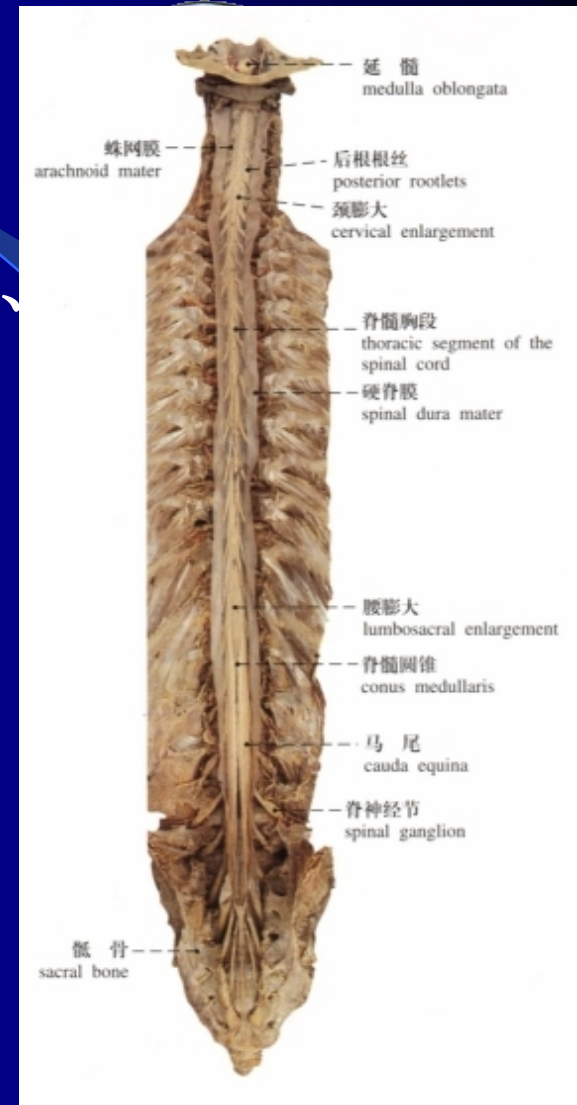 延 髓
medulla oblongata
蛛网膜
arachnoid mater
后根根丝
posterior rootlets
颈膨大
cervical enlargement
脊髓胸段
thoracic segment of the
spinal cord
硬脊膜
spinal dura mater
腰膨大
lumbosacral enlargement
脊髓圆锥
conus medullaris
马 尾
cauda equina
脊神经节
spinal ganglion
骶 骨
sacral bone